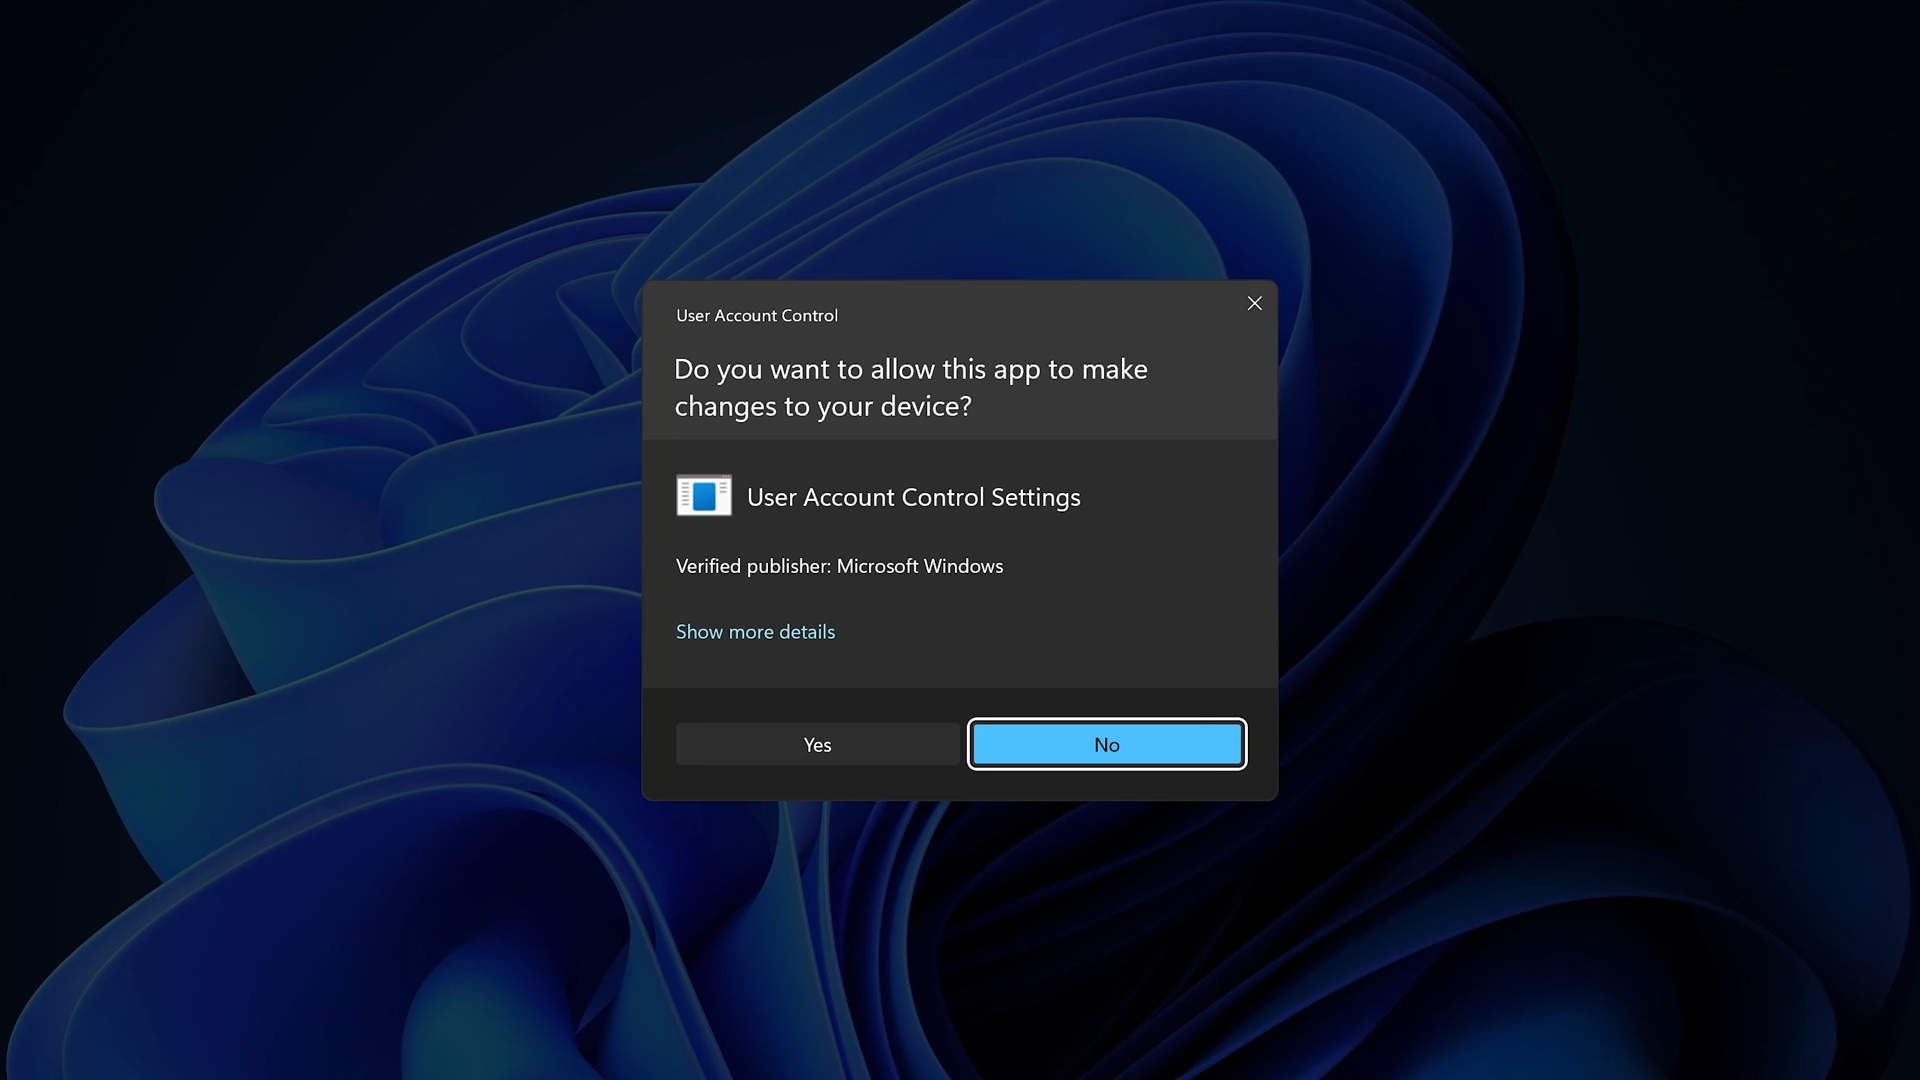 User Account Control
Do you want to allow this app to make
changes to your device?
User Account Control Settings
Verified publisher: Microsoft Windows
Show more details
Yes
No